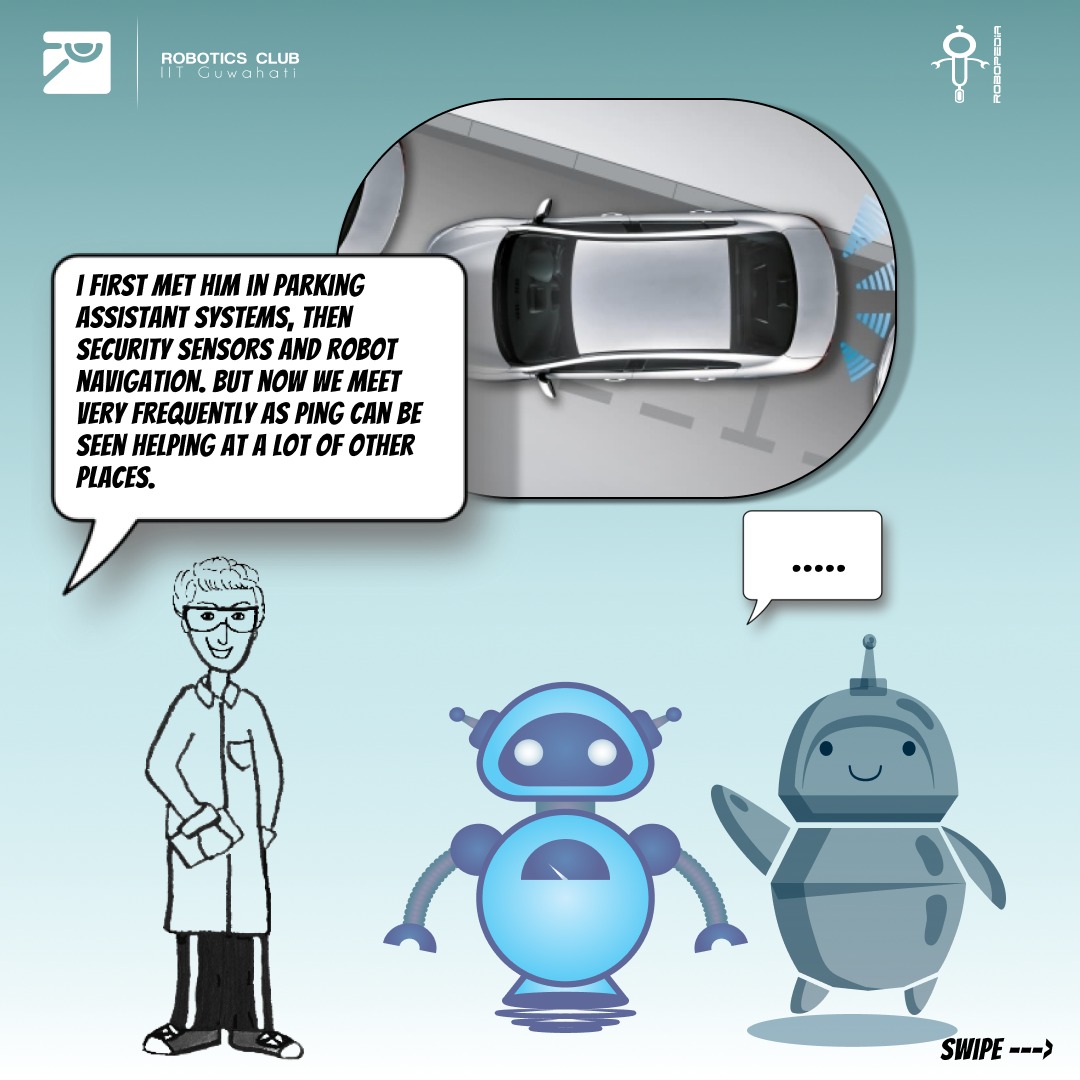 ROBOTICS CLUB
IIT Guwahati
ROBOPEDIA
I FIRST MET HIM IN PARKING
ASSISTANT SYSTEMS, THEN
SECURITY SENSORS AND ROBOT
NAVIGATION. BUT NOW WE MEET
VERY FREQUENTLY AS PING CAN BE
SEEN HELPING AT A LOT OF OTHER
PLACES.
.....
SWIPE --->